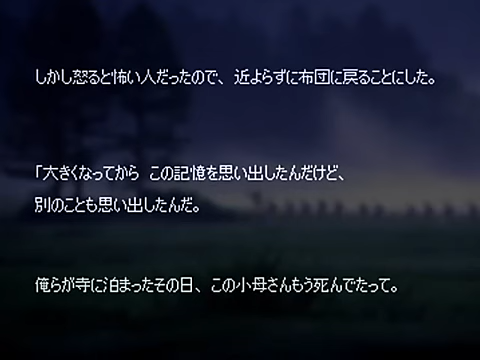 しかし怒ると怖い人だったので、近よらずに布団に戻ることにした。
「大きくなってから　この記憶を思い出したんだけど、
別のことも思い出したんだ。
俺らが寺に泊まったその日、この小母さんもう死んでたって。